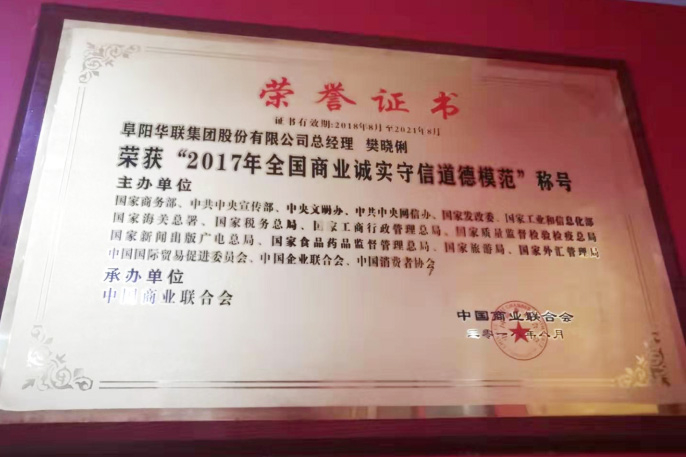 荣誉证书
证书有效期:2018年8月至2021年8月
阜阳华联集团股份有限公司总经理 樊晓俐
荣获“2017年全国商业诚实守信道德模范”称号
主办单位
国家商务部、中共中央宣传部、中央文明办、中共中央网信办、国家发改委、国家工业和信息化部
国家海关总署、国家税务总局、国家工商行政管理总局、国家质量监督检验检疫总局
国家新闻出版广电总局、国家食品药品监督管理总局、国家旅游局、国家外汇管理局
中国国际贸易促进委员会、中国企业联合会、中国消费者协会
承办单位
中国商业联合会
中国商业联合会
二零一八年八月